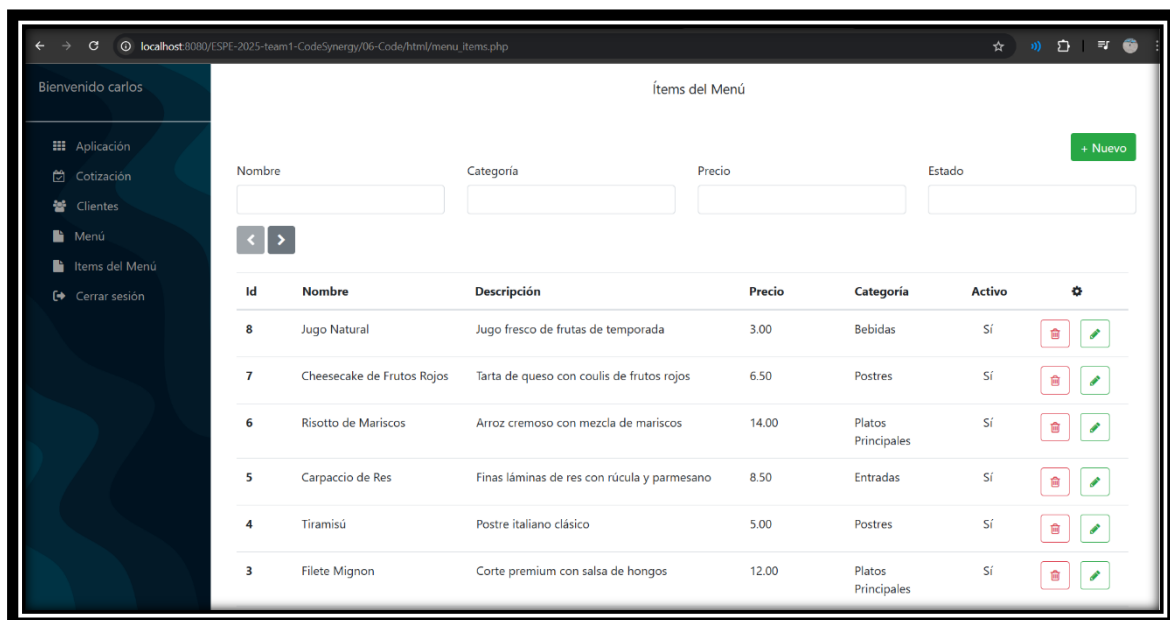 localhost:8080/ESPE-2025-team1-CodeSynergy/06-Code/html/menu_items.php
Bienvenido carlos
Aplicación
Cotización
Clientes
Menú
Items del Menú
Cerrar sesión
Ítems del Menú
+ Nuevo
Nombre Categoría Precio Estado
Id Nombre Descripción Precio Categoría Activo
8 Jugo Natural Jugo fresco de frutas de temporada 3.00 Bebidas Sí
7 Cheesecake de Frutos Rojos Tarta de queso con coulis de frutos rojos 6.50 Postres Sí
6 Risotto de Mariscos Arroz cremoso con mezcla de mariscos 14.00 Platos Sí
Principales
5 Carpaccio de Res Finas láminas de res con rúcula y parmesano 8.50 Entradas Sí
4 Tiramisú Postre italiano clásico 5.00 Postres Sí
3 Filete Mignon Corte premium con salsa de hongos 12.00 Platos Sí
Principales